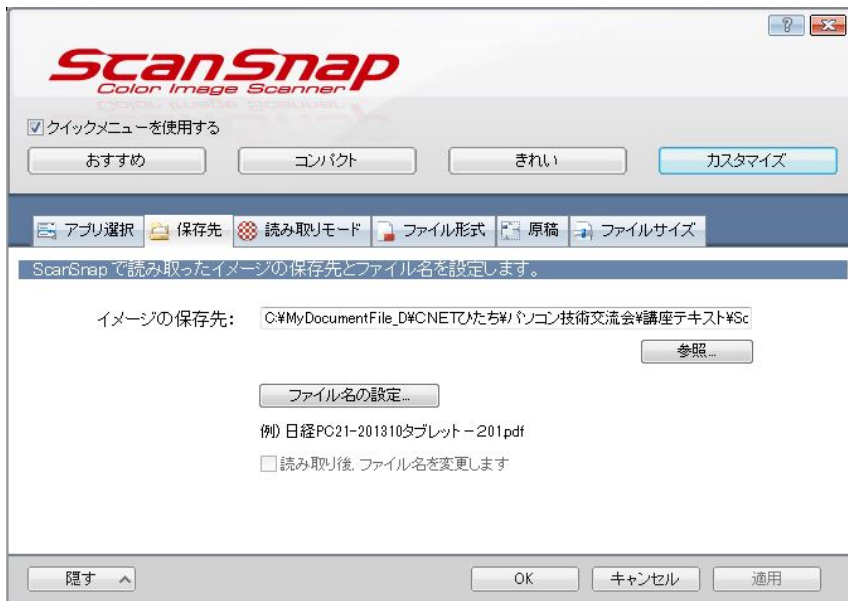 ScanSnap
Color Image Scanner
クイックメニューを使用する
おすすめ
コンパクト
きれい
カスタマイズ
アプリ選択
保存先
読み取りモード
ファイル形式
原稿
ファイルサイズ
ScanSnap で読み取ったイメージの保存先とファイル名を設定します。
イメージの保存先:
C:¥MyDocumentFile_D¥CNETひたち¥パソコン技術交流会¥講座テキスト¥Sc
参照...
ファイル名の設定...
例) 日経PC21-201310タブレット－201.pdf
読み取り後、ファイル名を変更します
隠す
OK
キャンセル
適用